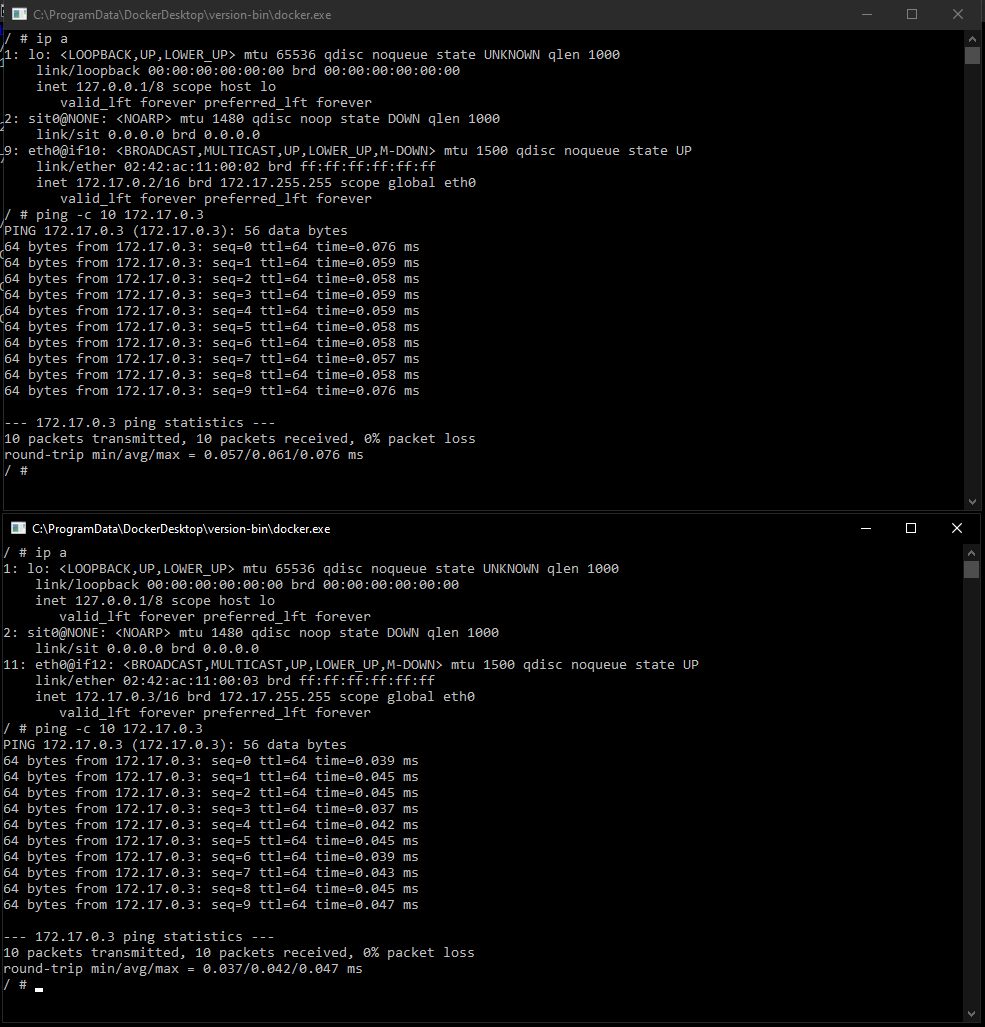 C:\ProgramData\DockerDesktop\version-bin\docker.exe
/ # ip a
1: lo: <LOOPBACK,UP,LOWER_UP> mtu 65536 qdisc noqueue state UNKNOWN qlen 1000
    link/loopback 00:00:00:00:00:00 brd 00:00:00:00:00:00
    inet 127.0.0.1/8 scope host lo
       valid_lft forever preferred_lft forever
2: sit0@NONE: <NOARP> mtu 1480 qdisc noop state DOWN qlen 1000
    link/sit 0.0.0.0 brd 0.0.0.0
9: eth0@if10: <BROADCAST,MULTICAST,UP,LOWER_UP,M-DOWN> mtu 1500 qdisc noqueue state UP
    link/ether 02:42:ac:11:00:02 brd ff:ff:ff:ff:ff:ff
    inet 172.17.0.2/16 brd 172.17.255.255 scope global eth0
       valid_lft forever preferred_lft forever
/ # ping -c 10 172.17.0.3
PING 172.17.0.3 (172.17.0.3): 56 data bytes
64 bytes from 172.17.0.3: seq=0 ttl=64 time=0.076 ms
64 bytes from 172.17.0.3: seq=1 ttl=64 time=0.059 ms
64 bytes from 172.17.0.3: seq=2 ttl=64 time=0.058 ms
64 bytes from 172.17.0.3: seq=3 ttl=64 time=0.059 ms
64 bytes from 172.17.0.3: seq=4 ttl=64 time=0.059 ms
64 bytes from 172.17.0.3: seq=5 ttl=64 time=0.058 ms
64 bytes from 172.17.0.3: seq=6 ttl=64 time=0.058 ms
64 bytes from 172.17.0.3: seq=7 ttl=64 time=0.057 ms
64 bytes from 172.17.0.3: seq=8 ttl=64 time=0.058 ms
64 bytes from 172.17.0.3: seq=9 ttl=64 time=0.076 ms

--- 172.17.0.3 ping statistics ---
10 packets transmitted, 10 packets received, 0% packet loss
round-trip min/avg/max = 0.057/0.061/0.076 ms
/ #
C:\ProgramData\DockerDesktop\version-bin\docker.exe
/ # ip a
1: lo: <LOOPBACK,UP,LOWER_UP> mtu 65536 qdisc noqueue state UNKNOWN qlen 1000
    link/loopback 00:00:00:00:00:00 brd 00:00:00:00:00:00
    inet 127.0.0.1/8 scope host lo
       valid_lft forever preferred_lft forever
2: sit0@NONE: <NOARP> mtu 1480 qdisc noop state DOWN qlen 1000
    link/sit 0.0.0.0 brd 0.0.0.0
11: eth0@if12: <BROADCAST,MULTICAST,UP,LOWER_UP,M-DOWN> mtu 1500 qdisc noqueue state UP
    link/ether 02:42:ac:11:00:03 brd ff:ff:ff:ff:ff:ff
    inet 172.17.0.3/16 brd 172.17.255.255 scope global eth0
       valid_lft forever preferred_lft forever
/ # ping -c 10 172.17.0.3
PING 172.17.0.3 (172.17.0.3): 56 data bytes
64 bytes from 172.17.0.3: seq=0 ttl=64 time=0.039 ms
64 bytes from 172.17.0.3: seq=1 ttl=64 time=0.045 ms
64 bytes from 172.17.0.3: seq=2 ttl=64 time=0.045 ms
64 bytes from 172.17.0.3: seq=3 ttl=64 time=0.037 ms
64 bytes from 172.17.0.3: seq=4 ttl=64 time=0.042 ms
64 bytes from 172.17.0.3: seq=5 ttl=64 time=0.045 ms
64 bytes from 172.17.0.3: seq=6 ttl=64 time=0.039 ms
64 bytes from 172.17.0.3: seq=7 ttl=64 time=0.043 ms
64 bytes from 172.17.0.3: seq=8 ttl=64 time=0.045 ms
64 bytes from 172.17.0.3: seq=9 ttl=64 time=0.047 ms

--- 172.17.0.3 ping statistics ---
10 packets transmitted, 10 packets received, 0% packet loss
round-trip min/avg/max = 0.037/0.042/0.047 ms
/ #